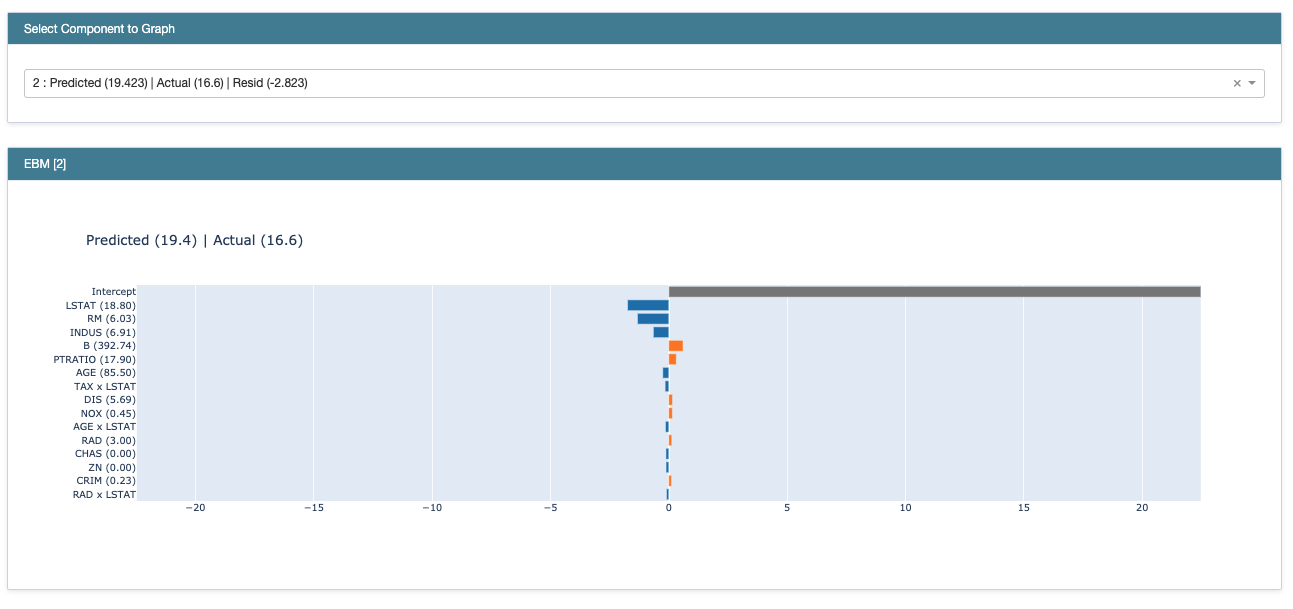 Select Component to Graph
2 : Predicted (19.423) | Actual (16.6) | Resid (-2.823)
EBM [2]
Predicted (19.4) | Actual (16.6)
Intercept
LSTAT (18.80)
RM (6.03)
INDUS (6.91)
B (392.74)
PTRATIO (17.90)
AGE (85.50)
TAX x LSTAT
DIS (5.69)
NOX (0.45)
AGE x LSTAT
RAD (3.00)
CHAS (0.00)
ZN (0.00)
CRIM (0.23)
RAD x LSTAT
−20 −15 −10 −5 0 5 10 15 20